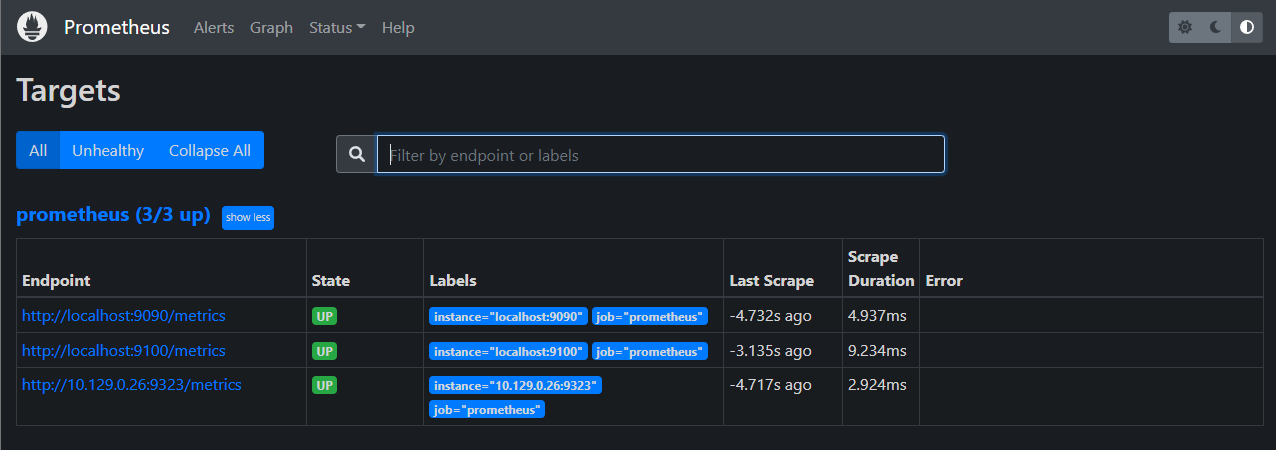 Prometheus Alerts Graph Status Help
Targets
All Unhealthy Collapse All Filter by endpoint or labels
prometheus (3/3 up) show less
Endpoint State Labels Last Scrape Scrape Duration Error
http://localhost:9090/metrics UP instance="localhost:9090" job="prometheus" -4.732s ago 4.937ms
http://localhost:9100/metrics UP instance="localhost:9100" job="prometheus" -3.135s ago 9.234ms
http://10.129.0.26:9323/metrics UP instance="10.129.0.26:9323" -4.717s ago 2.924ms
job="prometheus"